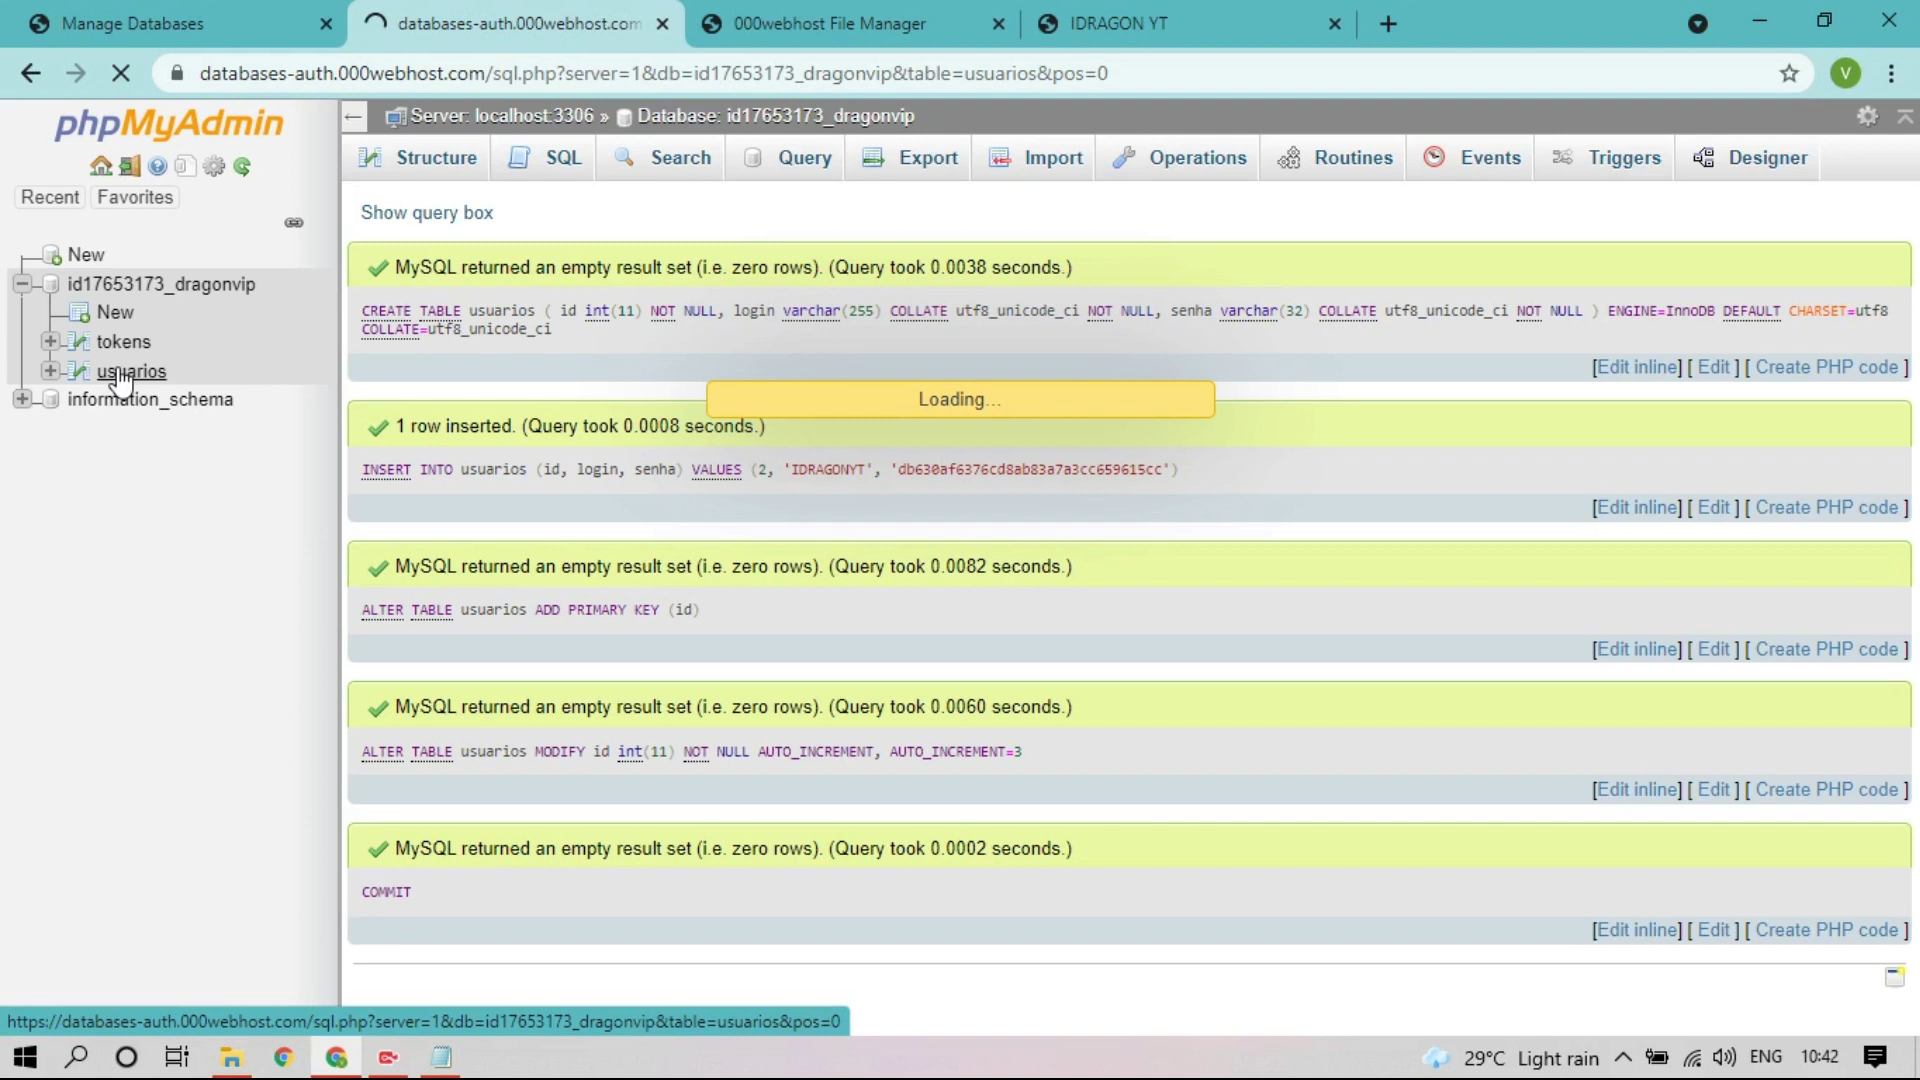 Manage Databases
databases-auth.000webhost.com
000webhost File Manager
IDRAGON YT
databases-auth.000webhost.com/sql.php?server=1&db=id17653173_dragonvip&table=usuarios&pos=0
V
phpMyAdmin
Recent
Favorites
New
id17653173_dragonvip
New
tokens
usuarios
information_schema
Server: localhost:3306 » Database: id17653173_dragonvip
Structure
SQL
Search
Query
Export
Import
Operations
Routines
Events
Triggers
Designer
Show query box
MySQL returned an empty result set (i.e. zero rows). (Query took 0.0038 seconds.)
CREATE TABLE usuarios ( id int(11) NOT NULL, login varchar(255) COLLATE utf8_unicode_ci NOT NULL, senha varchar(32) COLLATE utf8_unicode_ci NOT NULL ) ENGINE=InnoDB DEFAULT CHARSET=utf8
COLLATE=utf8_unicode_ci
[Edit inline] [ Edit ] [ Create PHP code ]
Loading...
1 row inserted. (Query took 0.0008 seconds.)
INSERT INTO usuarios (id, login, senha) VALUES (2, 'IDRAGONYT', 'db630af6376cd8ab83a7a3cc659615cc')
[Edit inline] [ Edit ] [ Create PHP code ]
MySQL returned an empty result set (i.e. zero rows). (Query took 0.0082 seconds.)
ALTER TABLE usuarios ADD PRIMARY KEY (id)
[Edit inline] [ Edit ] [ Create PHP code ]
MySQL returned an empty result set (i.e. zero rows). (Query took 0.0060 seconds.)
ALTER TABLE usuarios MODIFY id int(11) NOT NULL AUTO_INCREMENT, AUTO_INCREMENT=3
[Edit inline] [ Edit ] [ Create PHP code ]
MySQL returned an empty result set (i.e. zero rows). (Query took 0.0002 seconds.)
COMMIT
[Edit inline] [ Edit ] [ Create PHP code ]
https://databases-auth.000webhost.com/sql.php?server=1&db=id17653173_dragonvip&table=usuarios&pos=0
29°C Light rain
ENG
10:42